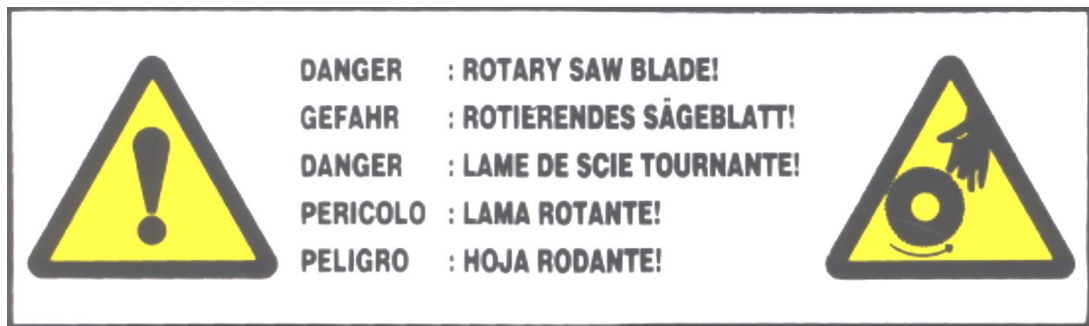 DANGER : ROTARY SAW BLADE!
GEFAHR : ROTIERENDES SÄGEBLATT!
DANGER : LAME DE SCIE TOURNANTE!
PERICOLO : LAMA ROTANTE!
PELIGRO : HOJA RODANTE!